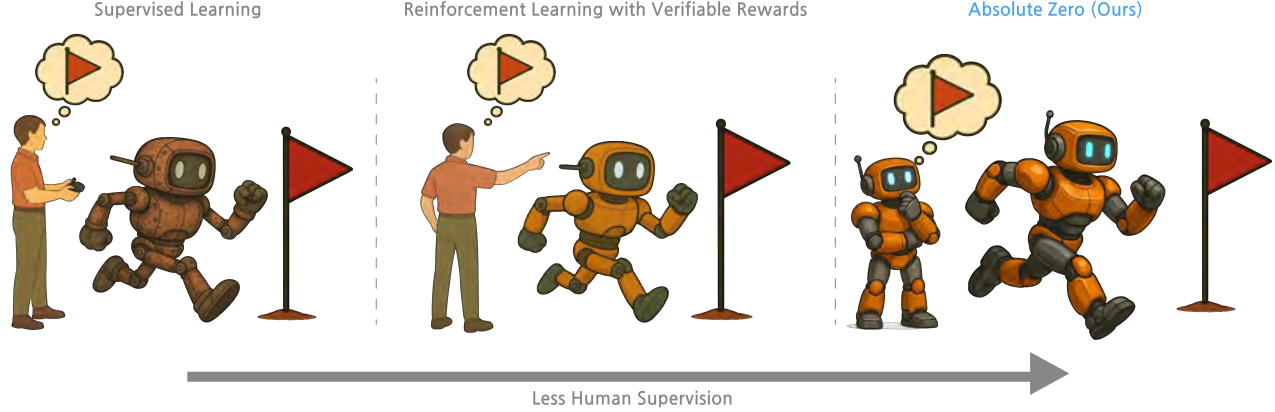 Supervised Learning
Reinforcement Learning with Verifiable Rewards
Absolute Zero (Ours)
Less Human Supervision